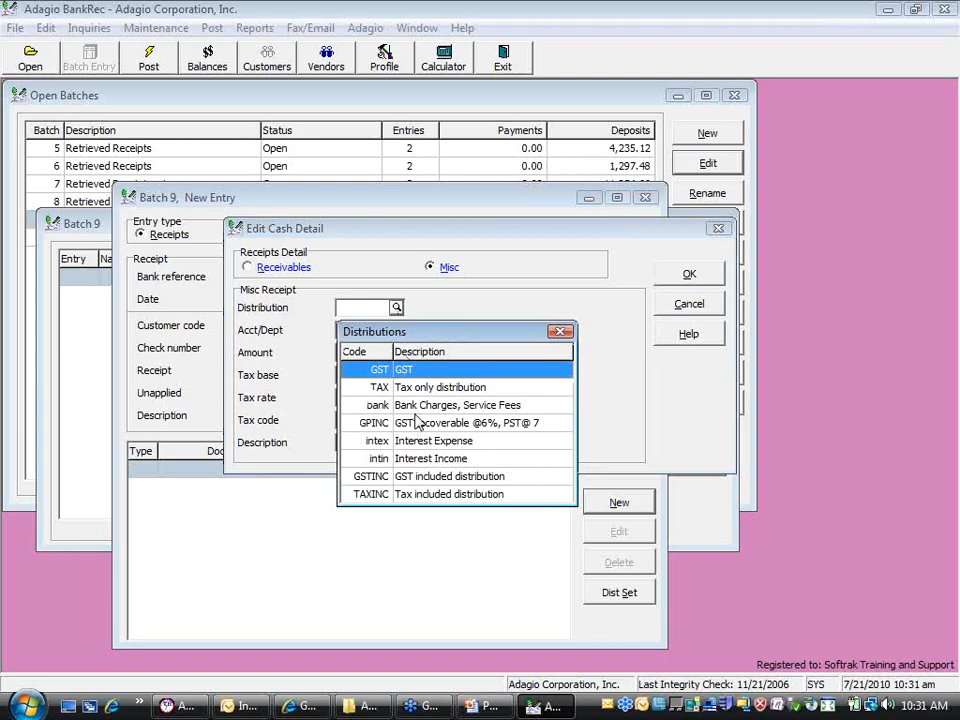 Adagio BankRec - Adagio Corporation, Inc.
File Edit Inquiries Maintenance Post Reports Fax/Email Adagio Window Help
Open Batch Entry Post Balances Customers Vendors Profile Calculator Exit
Open Batches
Batch Description Status Entries Payments Deposits
5 Retrieved Receipts Open 2 0.00 4,235.12
6 Retrieved Receipts Open 2 0.00 1,297.48
7 Retrieved Receipts
8 Retrieved Receipts
New
Edit
Rename
Batch 9
Entry
Batch 9, New Entry
Entry type
Receipts
Receipt
Bank reference
Date
Customer code
Check number
Receipt
Unapplied
Description
Type
New
Edit
Delete
Dist Set
Edit Cash Detail
Receipts Detail
Receivables Misc
Misc Receipt
Distribution
Acct/Dept
Amount
Tax base
Tax rate
Tax code
Description
OK
Cancel
Help
Distributions
Code Description
GST GST
TAX Tax only distribution
bank Bank Charges, Service Fees
GPINC GST @6%, PST@ 7
intex Interest Expense
intin Interest Income
GSTINC GST included distribution
TAXINC Tax included distribution
Registered to: Softrak Training and Support
Adagio Corporation, Inc. Last Integrity Check: 11/21/2006 SYS 7/21/2010 10:31 am
A... In... G... A... G... P... A... 10:31 AM